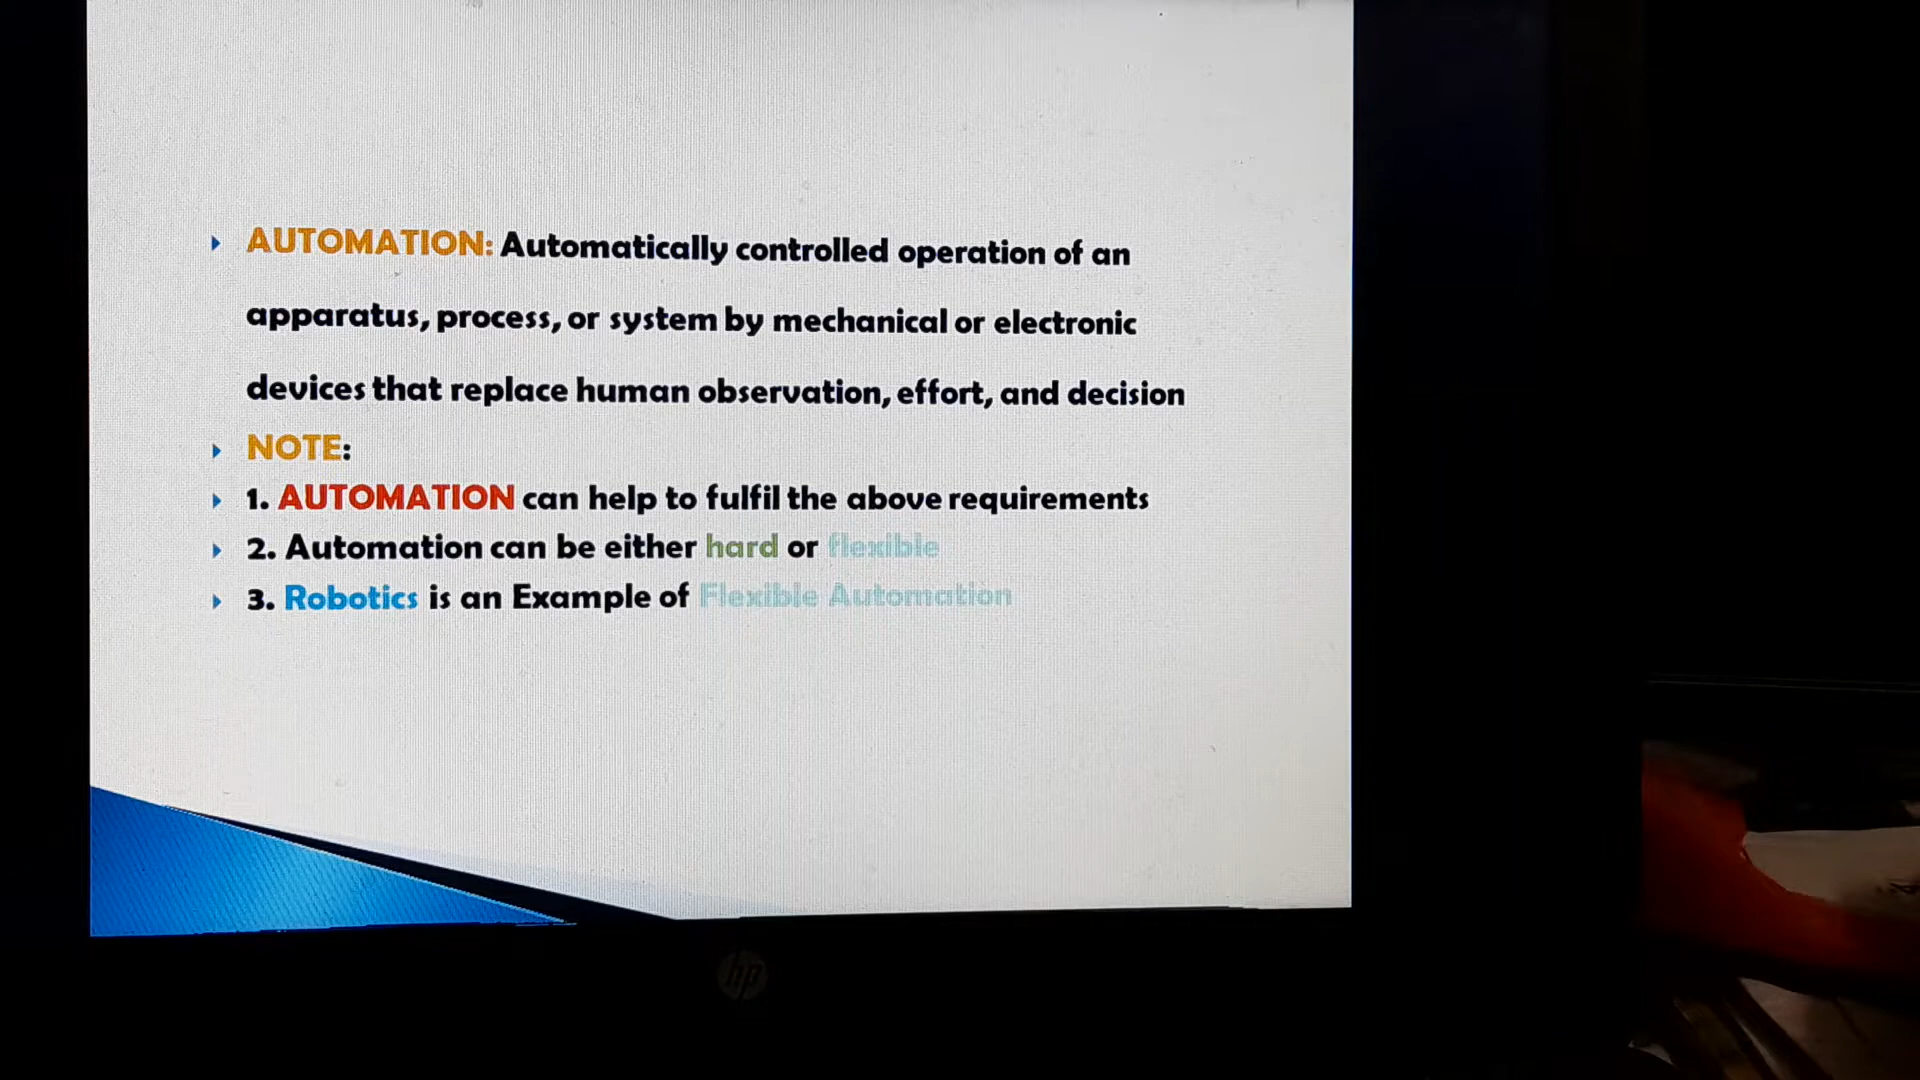 AUTOMATION: Automatically controlled operation of an
apparatus, process, or system by mechanical or electronic
devices that replace human observation, effort, and decision
NOTE:
1. AUTOMATION can help to fulfil the above requirements
2. Automation can be either hard or flexible
3. Robotics is an Example of Flexible Automation
hp